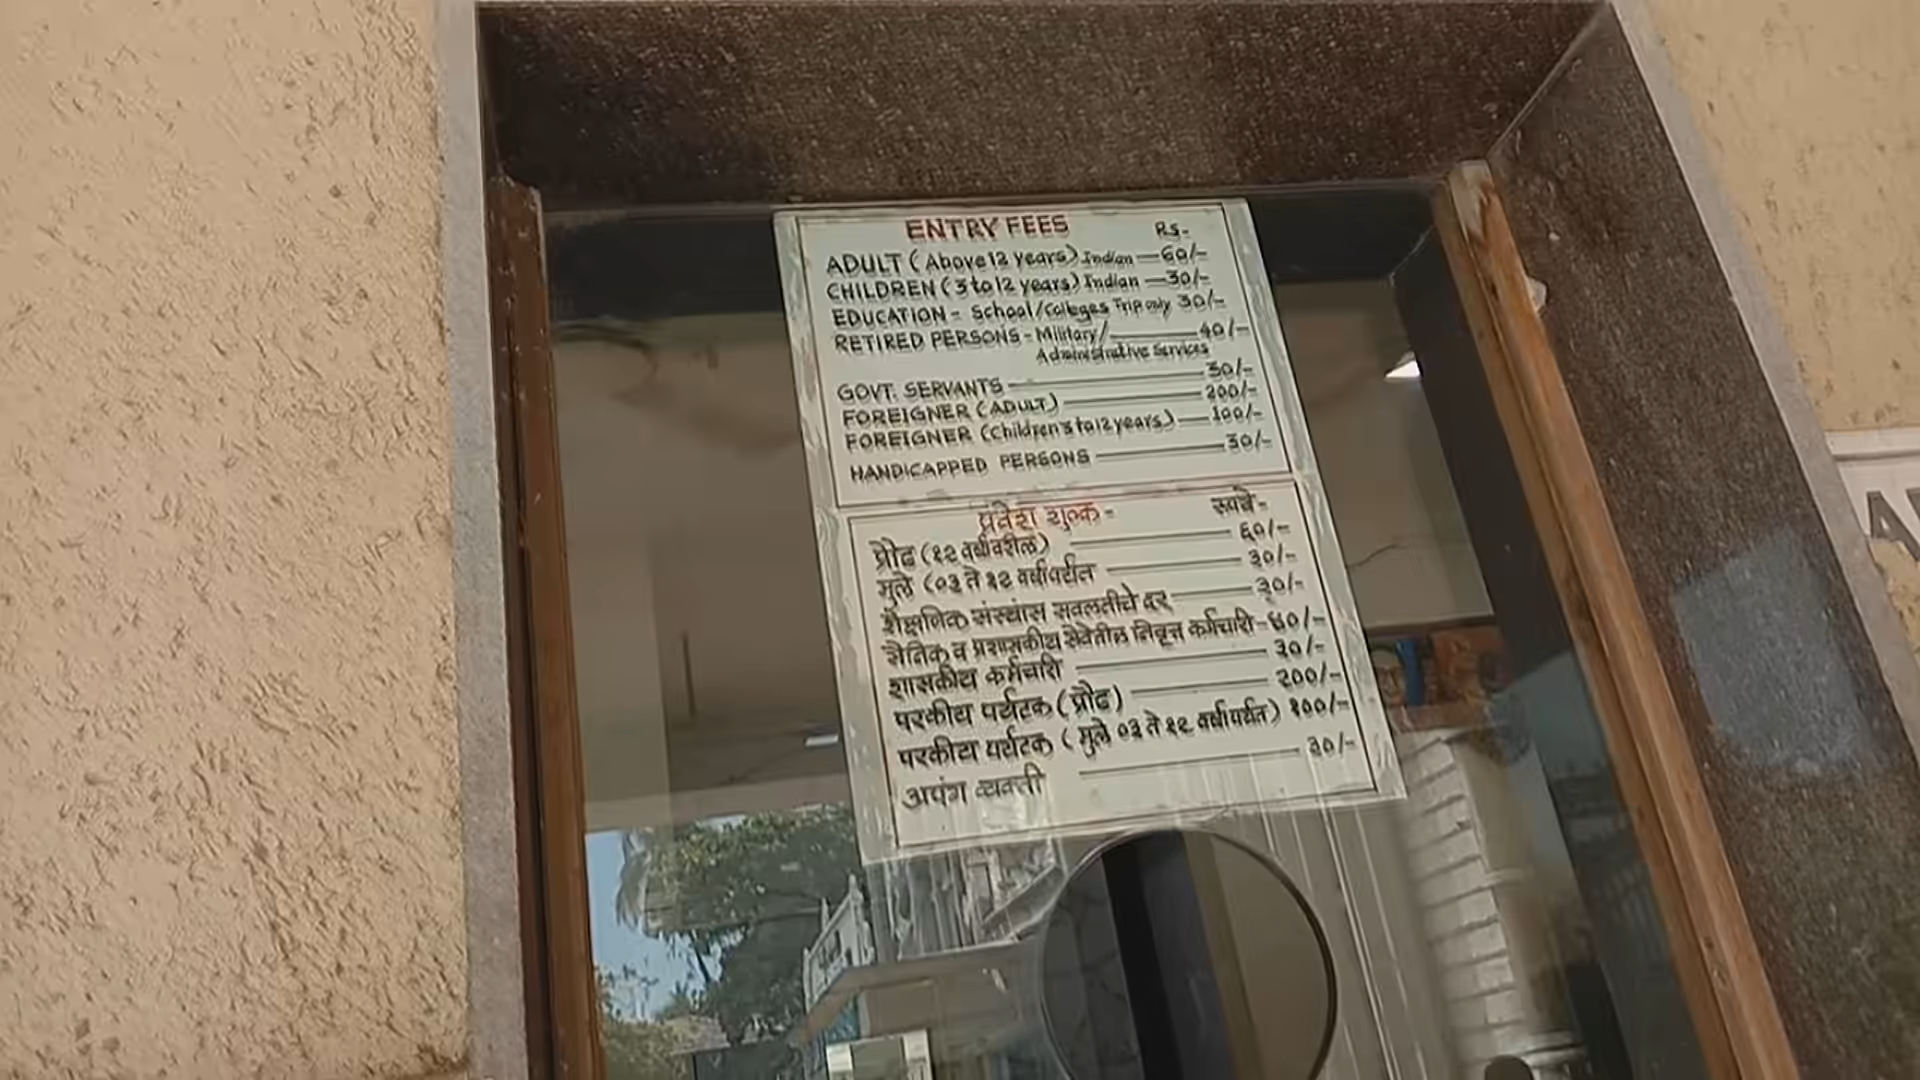 ENTRY FEES Rs-
ADULT (Above 12 years) Indian — 60/-
CHILDREN (3 to 12 years) Indian — 30/-
EDUCATION - School/Colleges Trip only 30/-
RETIRED PERSONS - Military/ — 40/-
Administrative Services
GOVT. SERVANTS — 30/-
FOREIGNER (ADULT) — 200/-
FOREIGNER (Children 3 to 12 years) — 100/-
HANDICAPPED PERSONS — 30/-
प्रवेश शुल्क - रुपये -
प्रौढ (१२ वर्षावरील) — ६०/-
मुले (०३ ते १२ वर्षापर्यंत — ३०/-
शैक्षणिक संस्थांस सवलतीचे दर — ३०/-
सैनिक व प्रशासकीय सेवेतील निवृत्त कर्मचारी - ४०/-
शासकीय कर्मचारी — ३०/-
परकीय पर्यटक (प्रौढ) — २००/-
परकीय पर्यटक (मुले ०३ ते १२ वर्षापर्यंत) १००/-
अपंग व्यक्ती — ३०/-